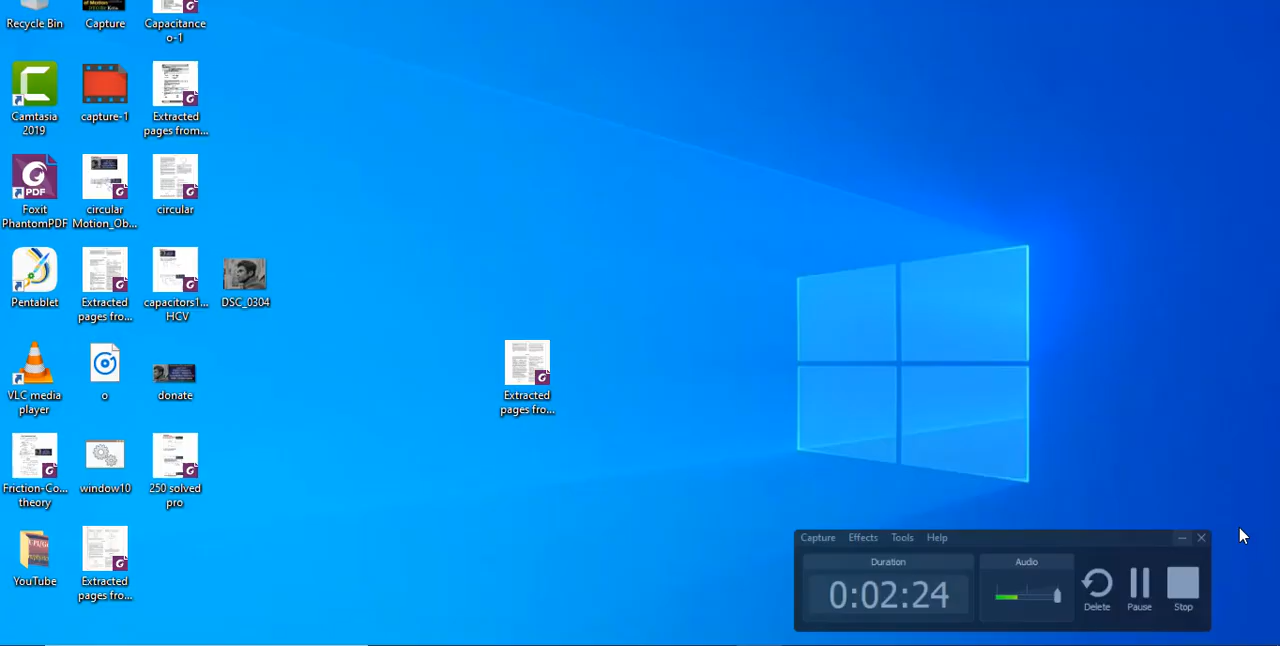 Recycle Bin
Capture
Capacitance
o-1
Camtasia
2019
capture-1
Extracted
pages from...
PDF
Foxit
PhantomPDF
circular
Motion_Ob...
circular
Pentablet
Extracted
pages fro...
capacitors1...
HCV
DSC_0304
VLC media
player
o
donate
Extracted
pages fro...
Friction-Co...
theory
window10
250 solved
pro
YouTube
Extracted
pages fro...
Capture Effects Tools Help
Duration
0:02:24
Audio
Delete
Pause
Stop